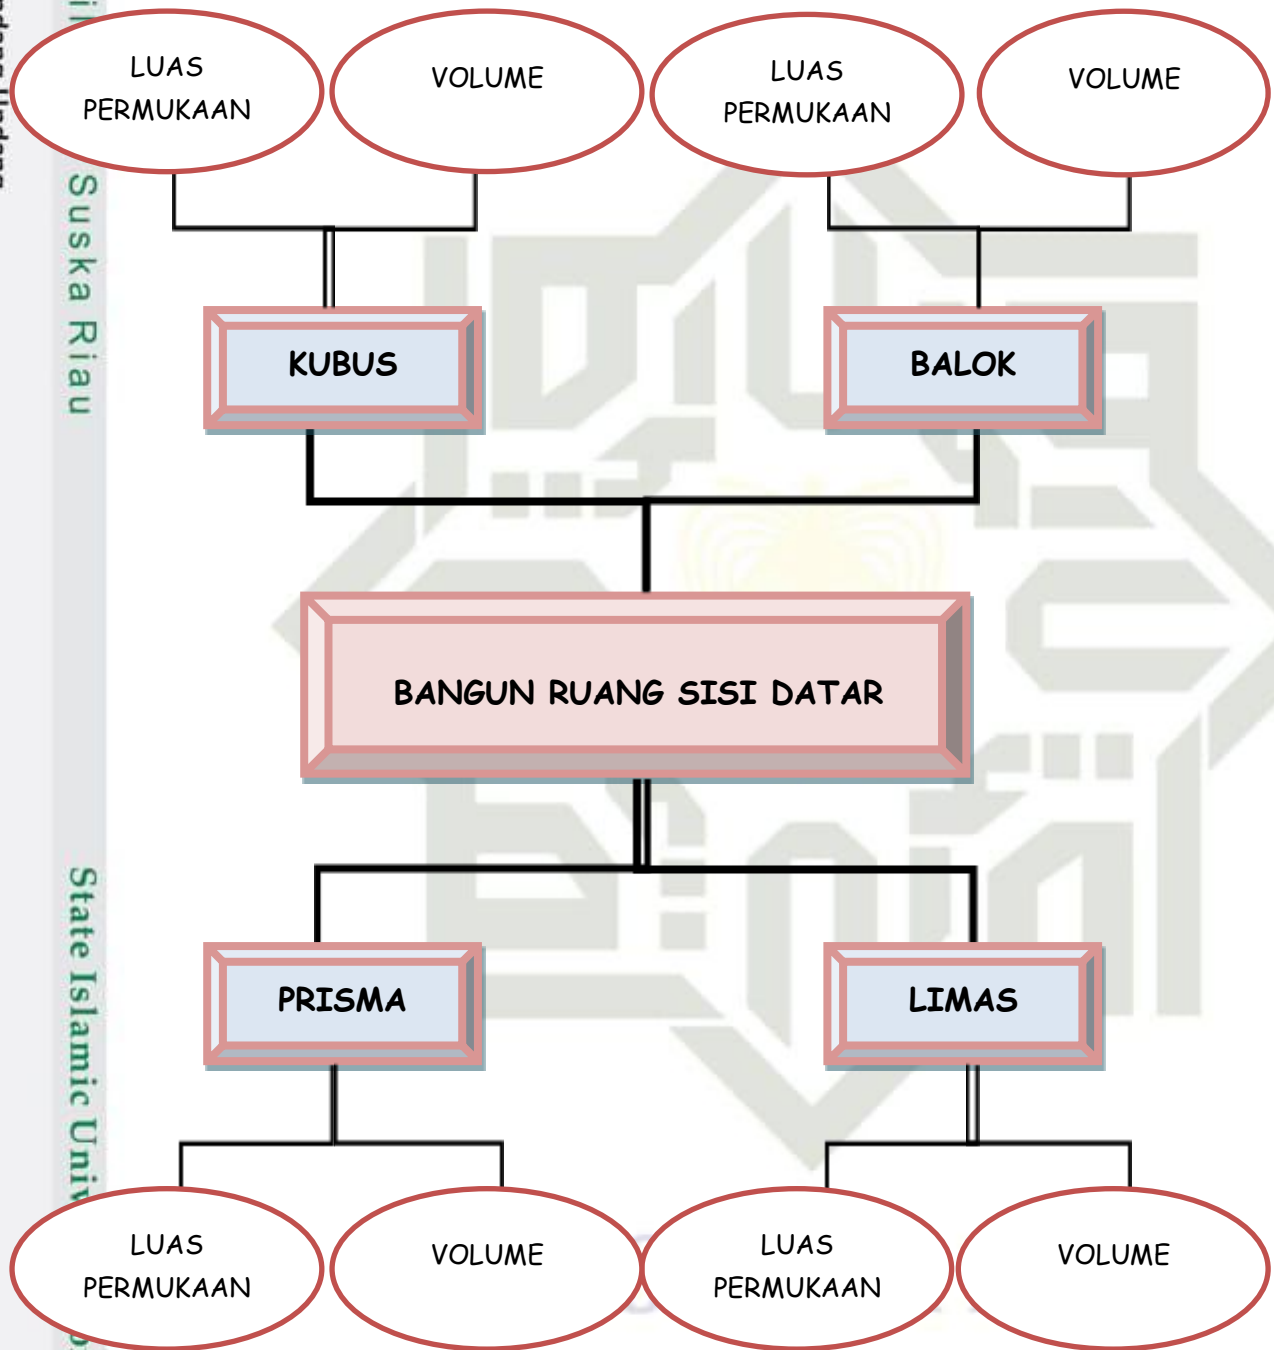 LUAS
PERMUKAAN
VOLUME
LUAS
PERMUKAAN
VOLUME
KUBUS
BALOK
BANGUN RUANG SISI DATAR
PRISMA
LIMAS
LUAS
PERMUKAAN
VOLUME
LUAS
PERMUKAAN
VOLUME
Suska Riau
State Islamic Univ